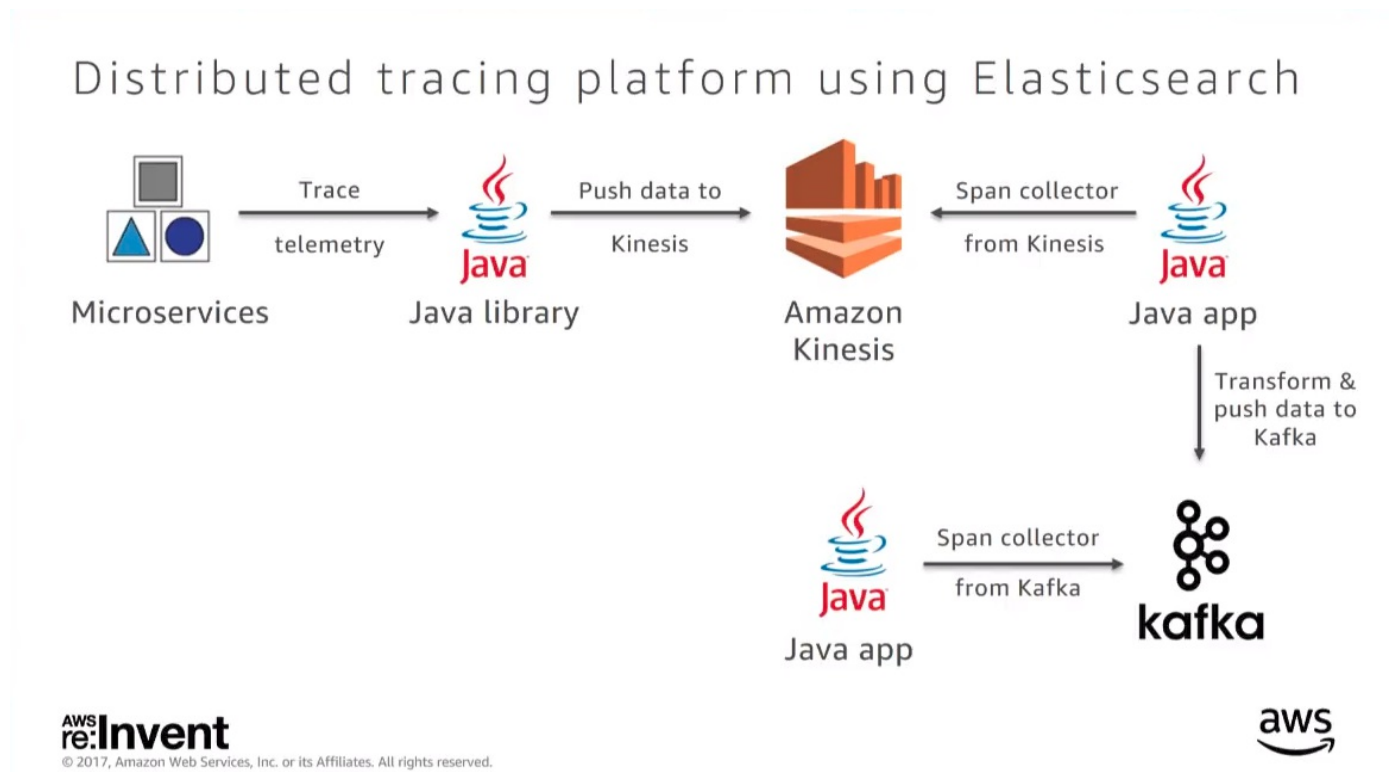 Distributed tracing platform using Elasticsearch
Trace
telemetry
Push data to
Kinesis
Span collector
from Kinesis
Java
Java
Microservices
Java library
Amazon
Kinesis
Java app
Transform &
push data to
Kafka
Span collector
from Kafka
Java
Java app
kafka
AWS
re:Invent
aws
© 2017, Amazon Web Services, Inc. or its Affiliates. All rights reserved.